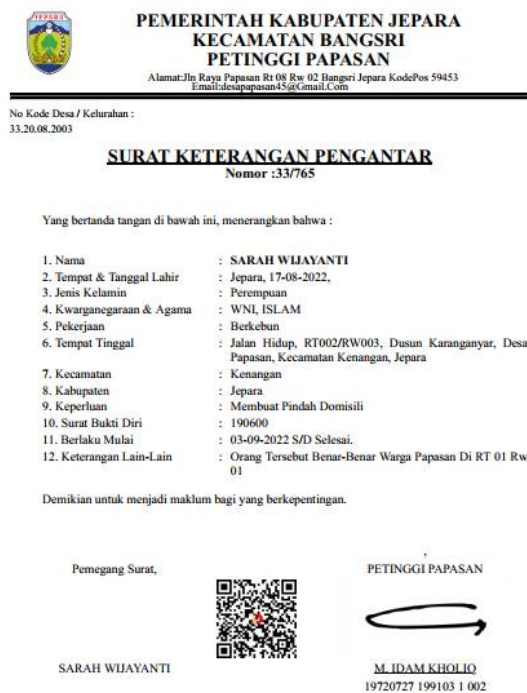 JEPARA
PEMERINTAH KABUPATEN JEPARA
KECAMATAN BANGSRI
PETINGGI PAPASAN
Alamat:Jln Raya Papasan Rt 08 Rw 02 Bangsri Jepara KodePos 59453
Email:desapapasan45@Gmail.Com
No Kode Desa / Kelurahan :
33.20.08.2003
SURAT KETERANGAN PENGANTAR
Nomor :33/765
Yang bertanda tangan di bawah ini, menerangkan bahwa :
1. Nama : SARAH WIJAYANTI
2. Tempat & Tanggal Lahir : Jepara, 17-08-2022,
3. Jenis Kelamin : Perempuan
4. Kwarganegaraan & Agama : WNI, ISLAM
5. Pekerjaan : Berkebun
6. Tempat Tinggal : Jalan Hidup, RT002/RW003, Dusun Karanganyar, Desa
Papasan, Kecamatan Kenangan, Jepara
7. Kecamatan : Kenangan
8. Kabupaten : Jepara
9. Keperluan : Membuat Pindah Domisili
10. Surat Bukti Diri : 190600
11. Berlaku Mulai : 03-09-2022 S/D Selesai.
12. Keterangan Lain-Lain : Orang Tersebut Benar-Benar Warga Papasan Di RT 01 Rw
01
Demikian untuk menjadi maklum bagi yang berkepentingan.
Pemegang Surat,
PETINGGI PAPASAN
SARAH WIJAYANTI
M. IDAM KHOLIQ
19720727 199103 1 002